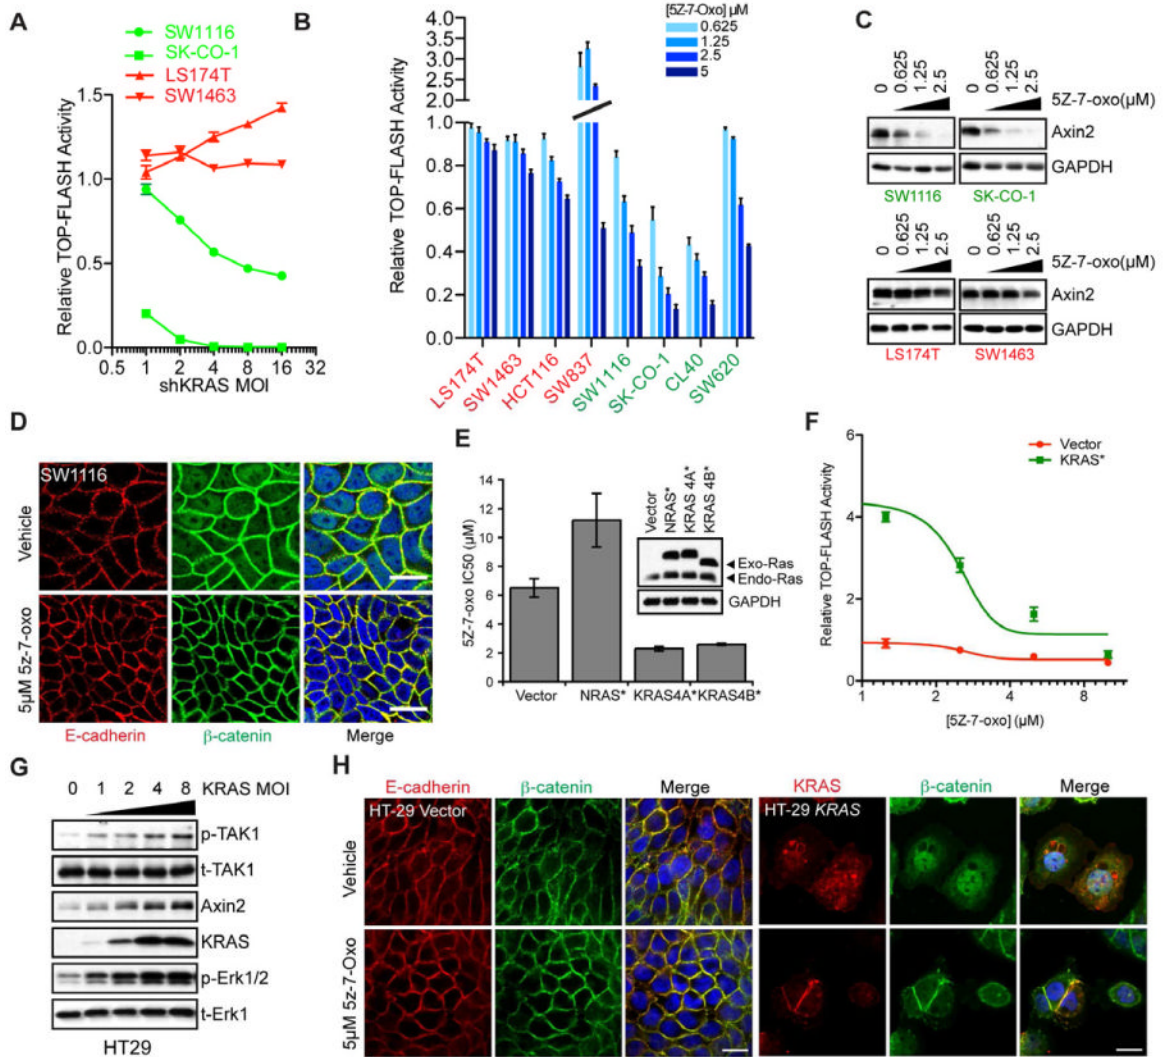 A
SW1116
SK-CO-1
LS174T
SW1463
Relative TOP-FLASH Activity
1.5
1.0
0.5
0.0
0.5 1 2 4 8 16 32
shKRAS MOI
B
[5Z-7-Oxo] µM
0.625
1.25
2.5
5
Relative TOP-FLASH Activity
4.0
3.5
3.0
2.5
2.0
1.0
0.8
0.6
0.4
0.2
0.0
LS174T SW1463 HCT116 SW837 SW1116 SK-CO-1 CL40 SW620
C
0 0.625 1.25 2.5 0 0.625 1.25 2.5
5Z-7-oxo(µM)
Axin2
GAPDH
SW1116 SK-CO-1
0 0.625 1.25 2.5 0 0.625 1.25 2.5
5Z-7-oxo(µM)
Axin2
GAPDH
LS174T SW1463
D
SW1116
Vehicle
5µM 5z-7-oxo
E-cadherin β-catenin Merge
E
5Z-7-oxo IC50 (µM)
14
12
10
8
6
4
2
0
Vector NRAS* KRAS4A* KRAS4B*
Vector NRAS* KRAS 4A* KRAS 4B*
Exo-Ras
Endo-Ras
GAPDH
F
Vector
KRAS*
Relative TOP-FLASH Activity
6
4
2
0
1 2 4 8
[5Z-7-oxo] (µM)
G
0 1 2 4 8 KRAS MOI
p-TAK1
t-TAK1
Axin2
KRAS
p-Erk1/2
t-Erk1
HT29
H
E-cadherin β-catenin Merge KRAS β-catenin Merge
HT-29 Vector
HT-29 KRAS
Vehicle
5µM 5z-7-Oxo